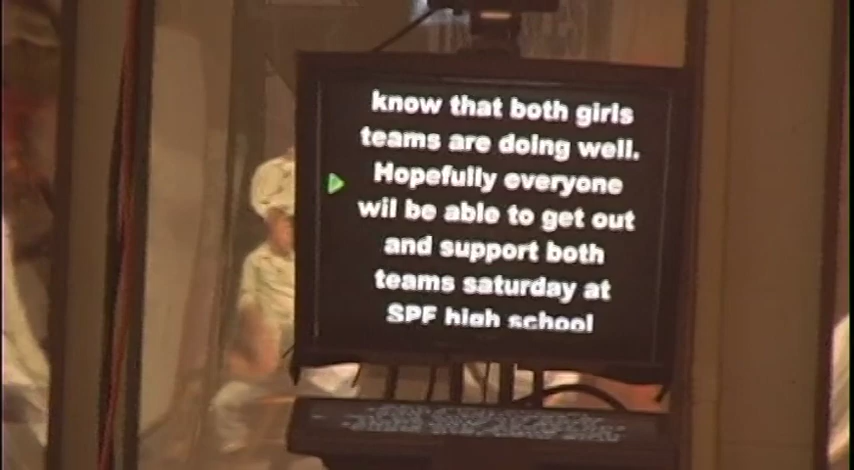 know that both girls
teams are doing well.
Hopefully everyone
wil be able to get out
and support both
teams saturday at
SPF high school